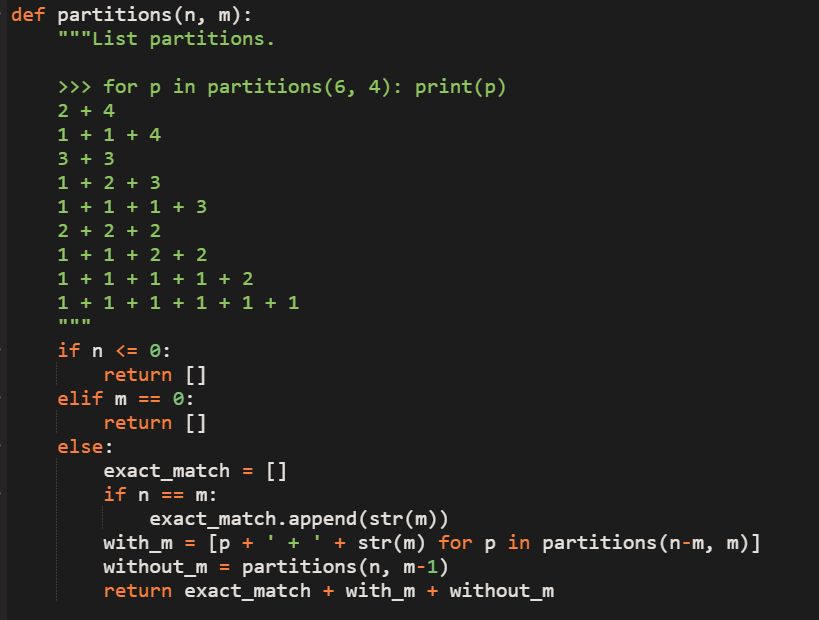 def partitions(n, m):
    """List partitions.

    >>> for p in partitions(6, 4): print(p)
    2 + 4
    1 + 1 + 4
    3 + 3
    1 + 2 + 3
    1 + 1 + 1 + 3
    2 + 2 + 2
    1 + 1 + 2 + 2
    1 + 1 + 1 + 1 + 2
    1 + 1 + 1 + 1 + 1 + 1
    """
    if n <= 0:
        return []
    elif m == 0:
        return []
    else:
        exact_match = []
        if n == m:
            exact_match.append(str(m))
        with_m = [p + ' + ' + str(m) for p in partitions(n-m, m)]
        without_m = partitions(n, m-1)
        return exact_match + with_m + without_m